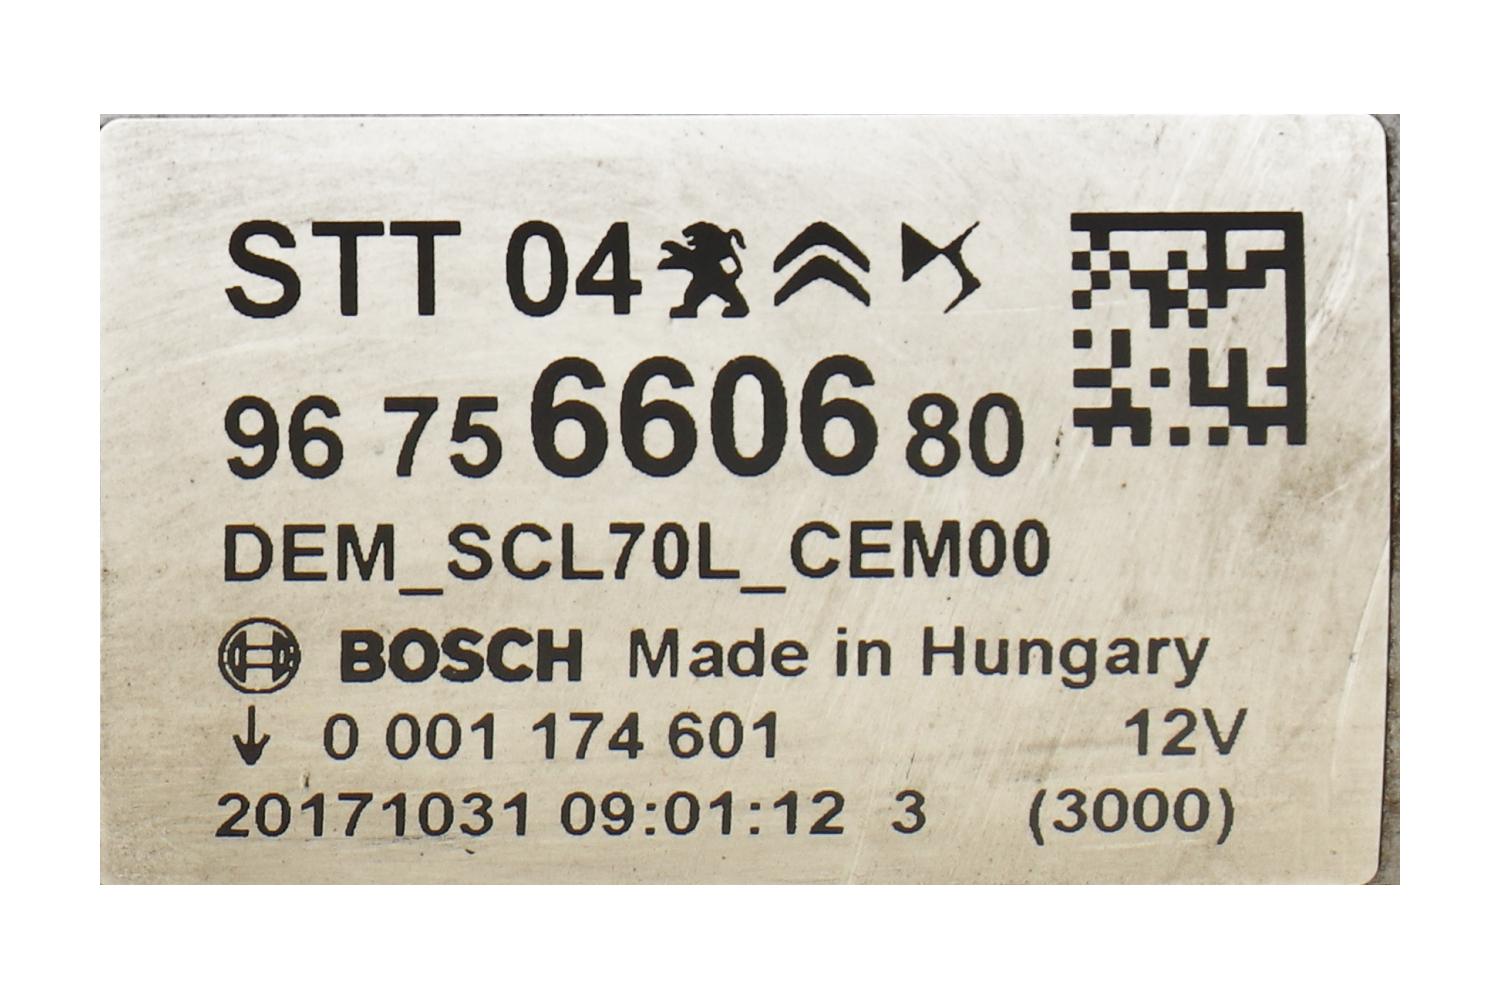 STT 04
96 75 6606 80
DEM_SCL70L_CEM00
BOSCH Made in Hungary
↓ 0 001 174 601 12V
20171031 09:01:12 3 (3000)